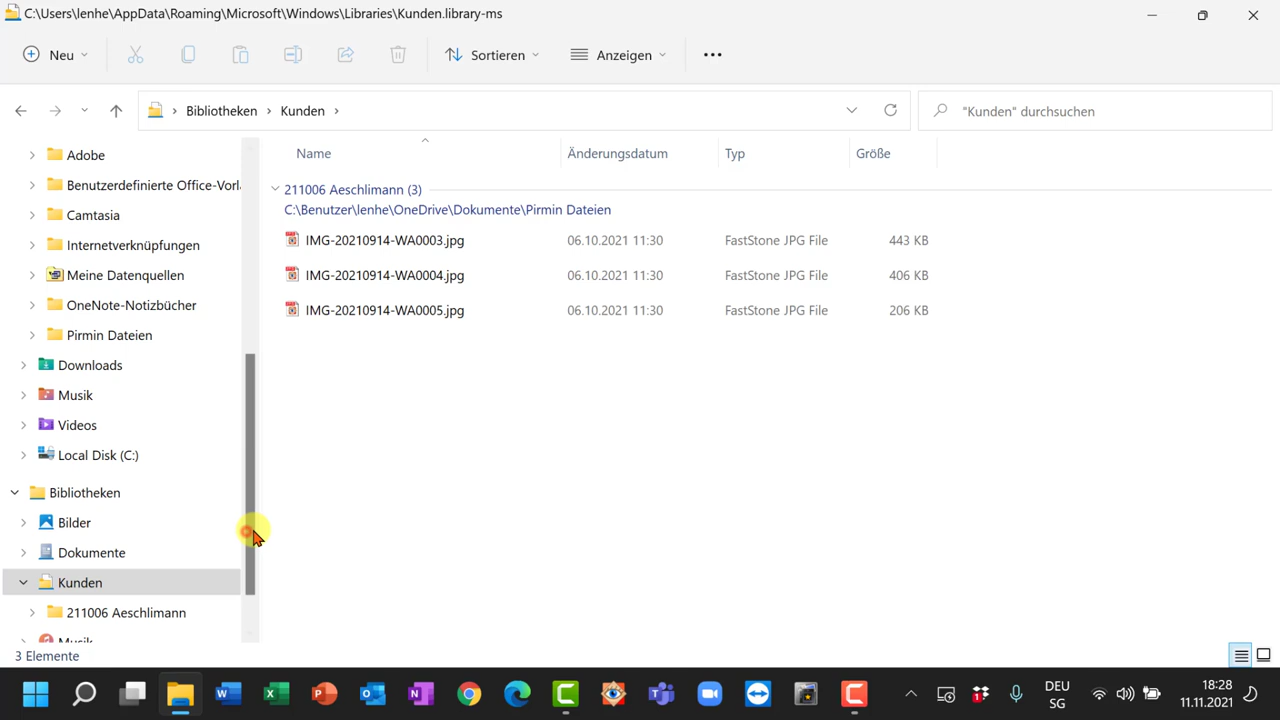 C:\Users\lenhe\AppData\Roaming\Microsoft\Windows\Libraries\Kunden.library-ms
Neu
Sortieren
Anzeigen
Bibliotheken
Kunden
"Kunden" durchsuchen
Name
Änderungsdatum
Typ
Größe
211006 Aeschlimann (3)
C:\Benutzer\lenhe\OneDrive\Dokumente\Pirmin Dateien
IMG-20210914-WA0003.jpg 06.10.2021 11:30 FastStone JPG File 443 KB
IMG-20210914-WA0004.jpg 06.10.2021 11:30 FastStone JPG File 406 KB
IMG-20210914-WA0005.jpg 06.10.2021 11:30 FastStone JPG File 206 KB
Adobe
Benutzerdefinierte Office-Vorl
Camtasia
Internetverknüpfungen
Meine Datenquellen
OneNote-Notizbücher
Pirmin Dateien
Downloads
Musik
Videos
Local Disk (C:)
Bibliotheken
Bilder
Dokumente
Kunden
211006 Aeschlimann
Musik
3 Elemente
DEU
SG
18:28
11.11.2021